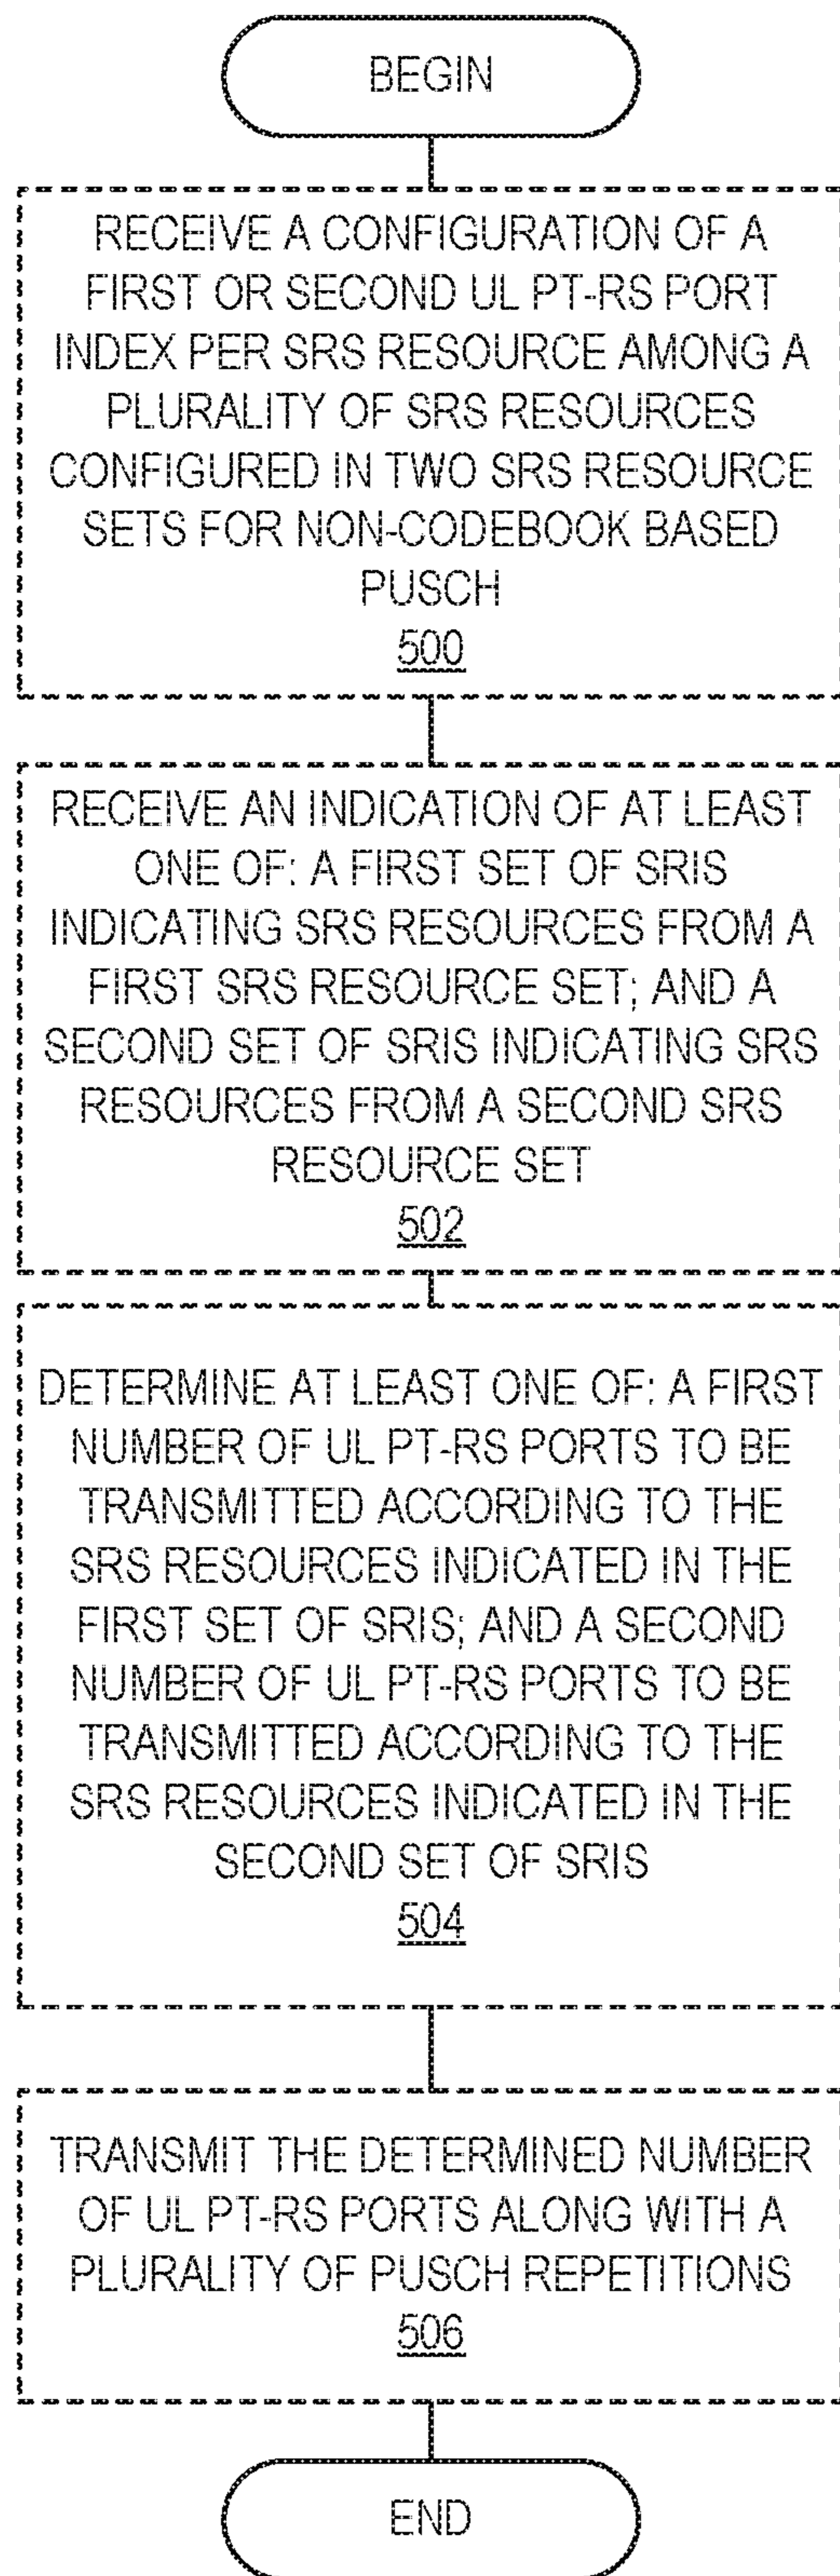 BEGIN
RECEIVE A CONFIGURATION OF A
FIRST OR SECOND UL PT-RS PORT
INDEX PER SRS RESOURCE AMONG A
PLURALITY OF SRS RESOURCES
CONFIGURED IN TWO SRS RESOURCE
SETS FOR NON-CODEBOOK BASED
PUSCH
500
RECEIVE AN INDICATION OF AT LEAST
ONE OF: A FIRST SET OF SRIS
INDICATING SRS RESOURCES FROM A
FIRST SRS RESOURCE SET; AND A
SECOND SET OF SRIS INDICATING SRS
RESOURCES FROM A SECOND SRS
RESOURCE SET
502
DETERMINE AT LEAST ONE OF: A FIRST
NUMBER OF UL PT-RS PORTS TO BE
TRANSMITTED ACCORDING TO THE
SRS RESOURCES INDICATED IN THE
FIRST SET OF SRIS; AND A SECOND
NUMBER OF UL PT-RS PORTS TO BE
TRANSMITTED ACCORDING TO THE
SRS RESOURCES INDICATED IN THE
SECOND SET OF SRIS
504
TRANSMIT THE DETERMINED NUMBER
OF UL PT-RS PORTS ALONG WITH A
PLURALITY OF PUSCH REPETITIONS
506
END